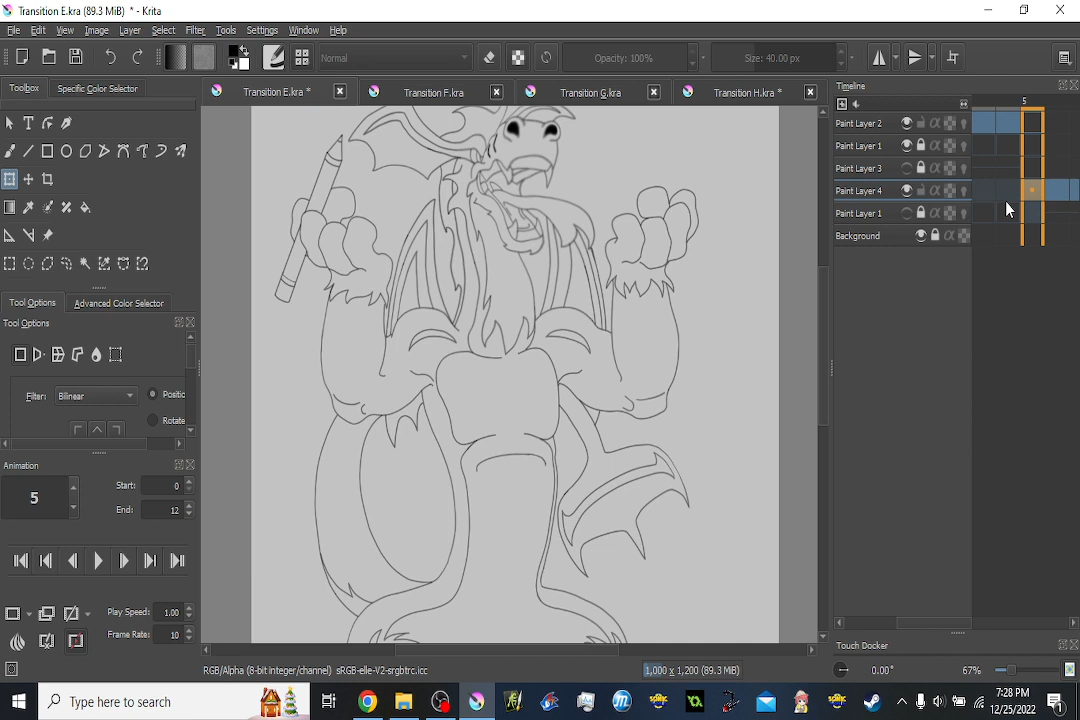 Transition E.kra (89.3 MiB) * - Krita
File Edit View Image Layer Select Filter Tools Settings Window Help
Normal Opacity: 100% Size: 40.00 px
Toolbox Specific Color Selector
Transition E.kra * Transition F.kra Transition G.kra Transition H.kra *
Timeline
5
Paint Layer 2
Paint Layer 1
Paint Layer 3
Paint Layer 4
Paint Layer 1
Background
Tool Options Advanced Color Selector
Tool Options
Filter: Bilinear Positic
Rotate
Animation
5 Start: 0
End: 12
Play Speed: 1.00
Frame Rate: 10
RGB/Alpha (8-bit integer/channel) sRGB-elle-V2-srgbtrc.icc 1,000 x 1,200 (89.3 MiB)
Touch Docker
0.00° 67%
Type here to search
7:28 PM
12/25/2022
1